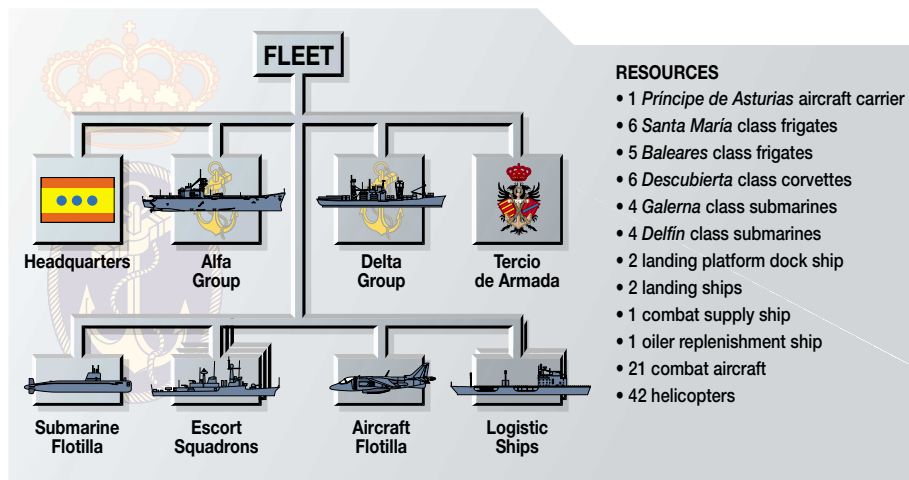 FLEET
Headquarters
Alfa
Group
Delta
Group
Tercio
de Armada
Submarine
Flotilla
Escort
Squadrons
Aircraft
Flotilla
Logistic
Ships
RESOURCES
• 1 Príncipe de Asturias aircraft carrier
• 6 Santa María class frigates
• 5 Baleares class frigates
• 6 Descubierta class corvettes
• 4 Galerna class submarines
• 4 Delfín class submarines
• 2 landing platform dock ship
• 2 landing ships
• 1 combat supply ship
• 1 oiler replenishment ship
• 21 combat aircraft
• 42 helicopters